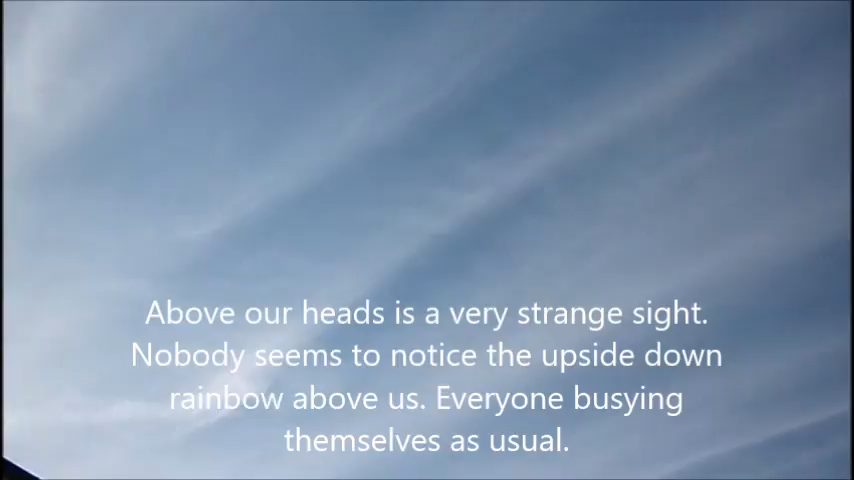 Above our heads is a very strange sight.
Nobody seems to notice the upside down
rainbow above us. Everyone busying
themselves as usual.